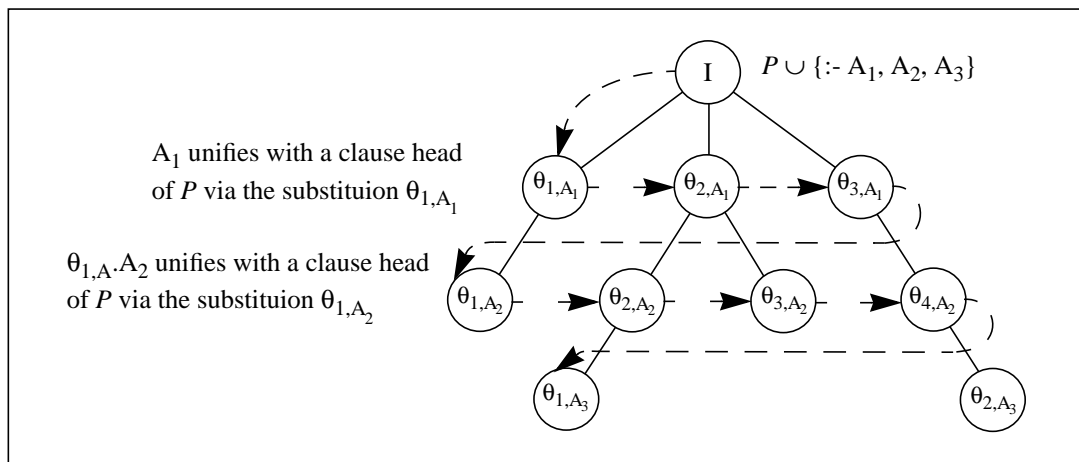 I
P ∪ {:- A₁, A₂, A₃}
A₁ unifies with a clause head
of P via the substituion θ₁,A₁
θ₁,A₁ θ₂,A₁ θ₃,A₁
θ₁,A.A₂ unifies with a clause head
of P via the substituion θ₁,A₂
θ₁,A₂ θ₂,A₂ θ₃,A₂ θ₄,A₂
θ₁,A₃ θ₂,A₃